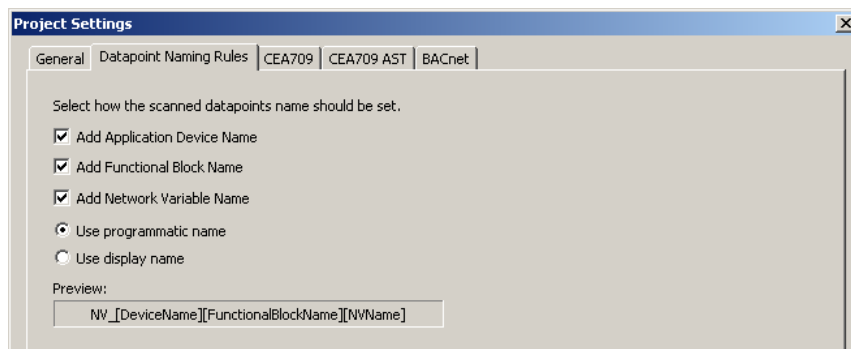 Project Settings
General Datapoint Naming Rules CEA709 CEA709 AST BACnet
Select how the scanned datapoints name should be set.
Add Application Device Name
Add Functional Block Name
Add Network Variable Name
Use programmatic name
Use display name
Preview:
NV_[DeviceName][FunctionalBlockName][NVName]